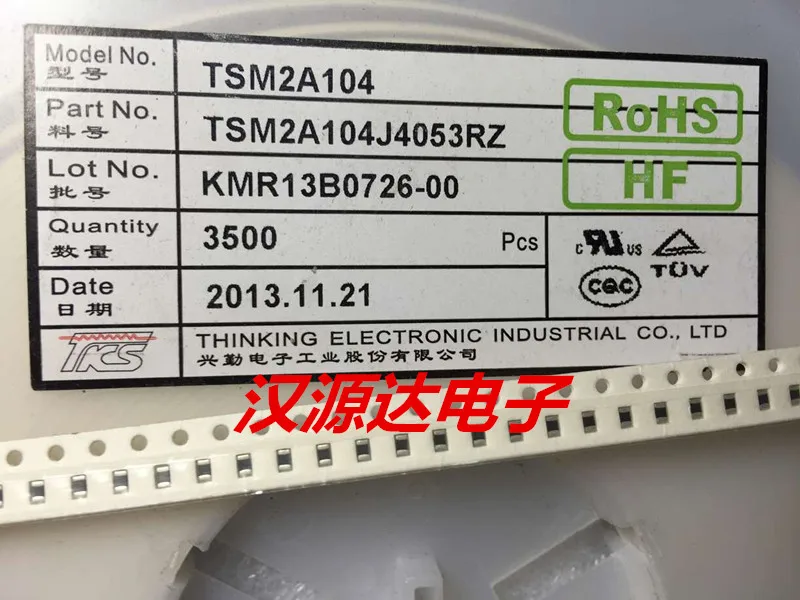 Model No.
型号
TSM2A104
RoHS
Part No.
料号
TSM2A104J4053RZ
HF
Lot No.
批号
KMR13B0726-00
Quantity
数量
3500 Pcs
c RU US
TÜV
CQC
Date
日期
2013.11.21
TKS
THINKING ELECTRONIC INDUSTRIAL CO., LTD
兴勤电子工业股份有限公司
汉源达电子